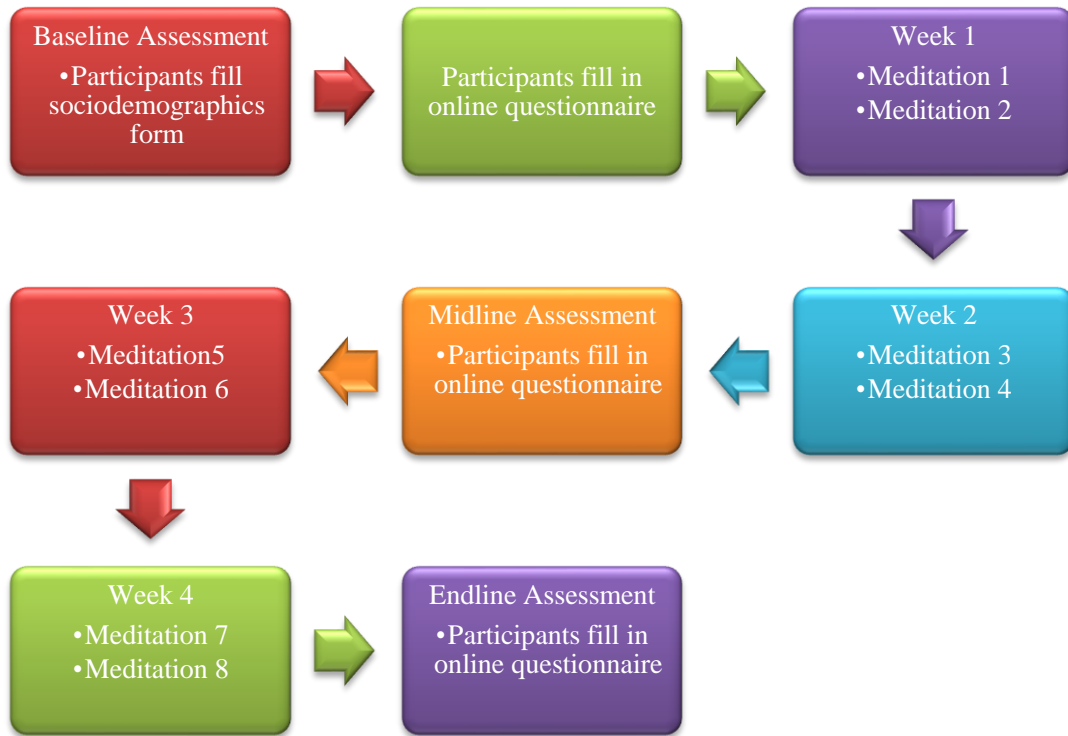 Baseline Assessment
•Participants fill
sociodemographics
form
Participants fill in
online questionnaire
Week 1
•Meditation 1
•Meditation 2
Week 2
•Meditation 3
•Meditation 4
Midline Assessment
•Participants fill in
online questionnaire
Week 3
•Meditation5
•Meditation 6
Week 4
•Meditation 7
•Meditation 8
Endline Assessment
•Participants fill in
online questionnaire